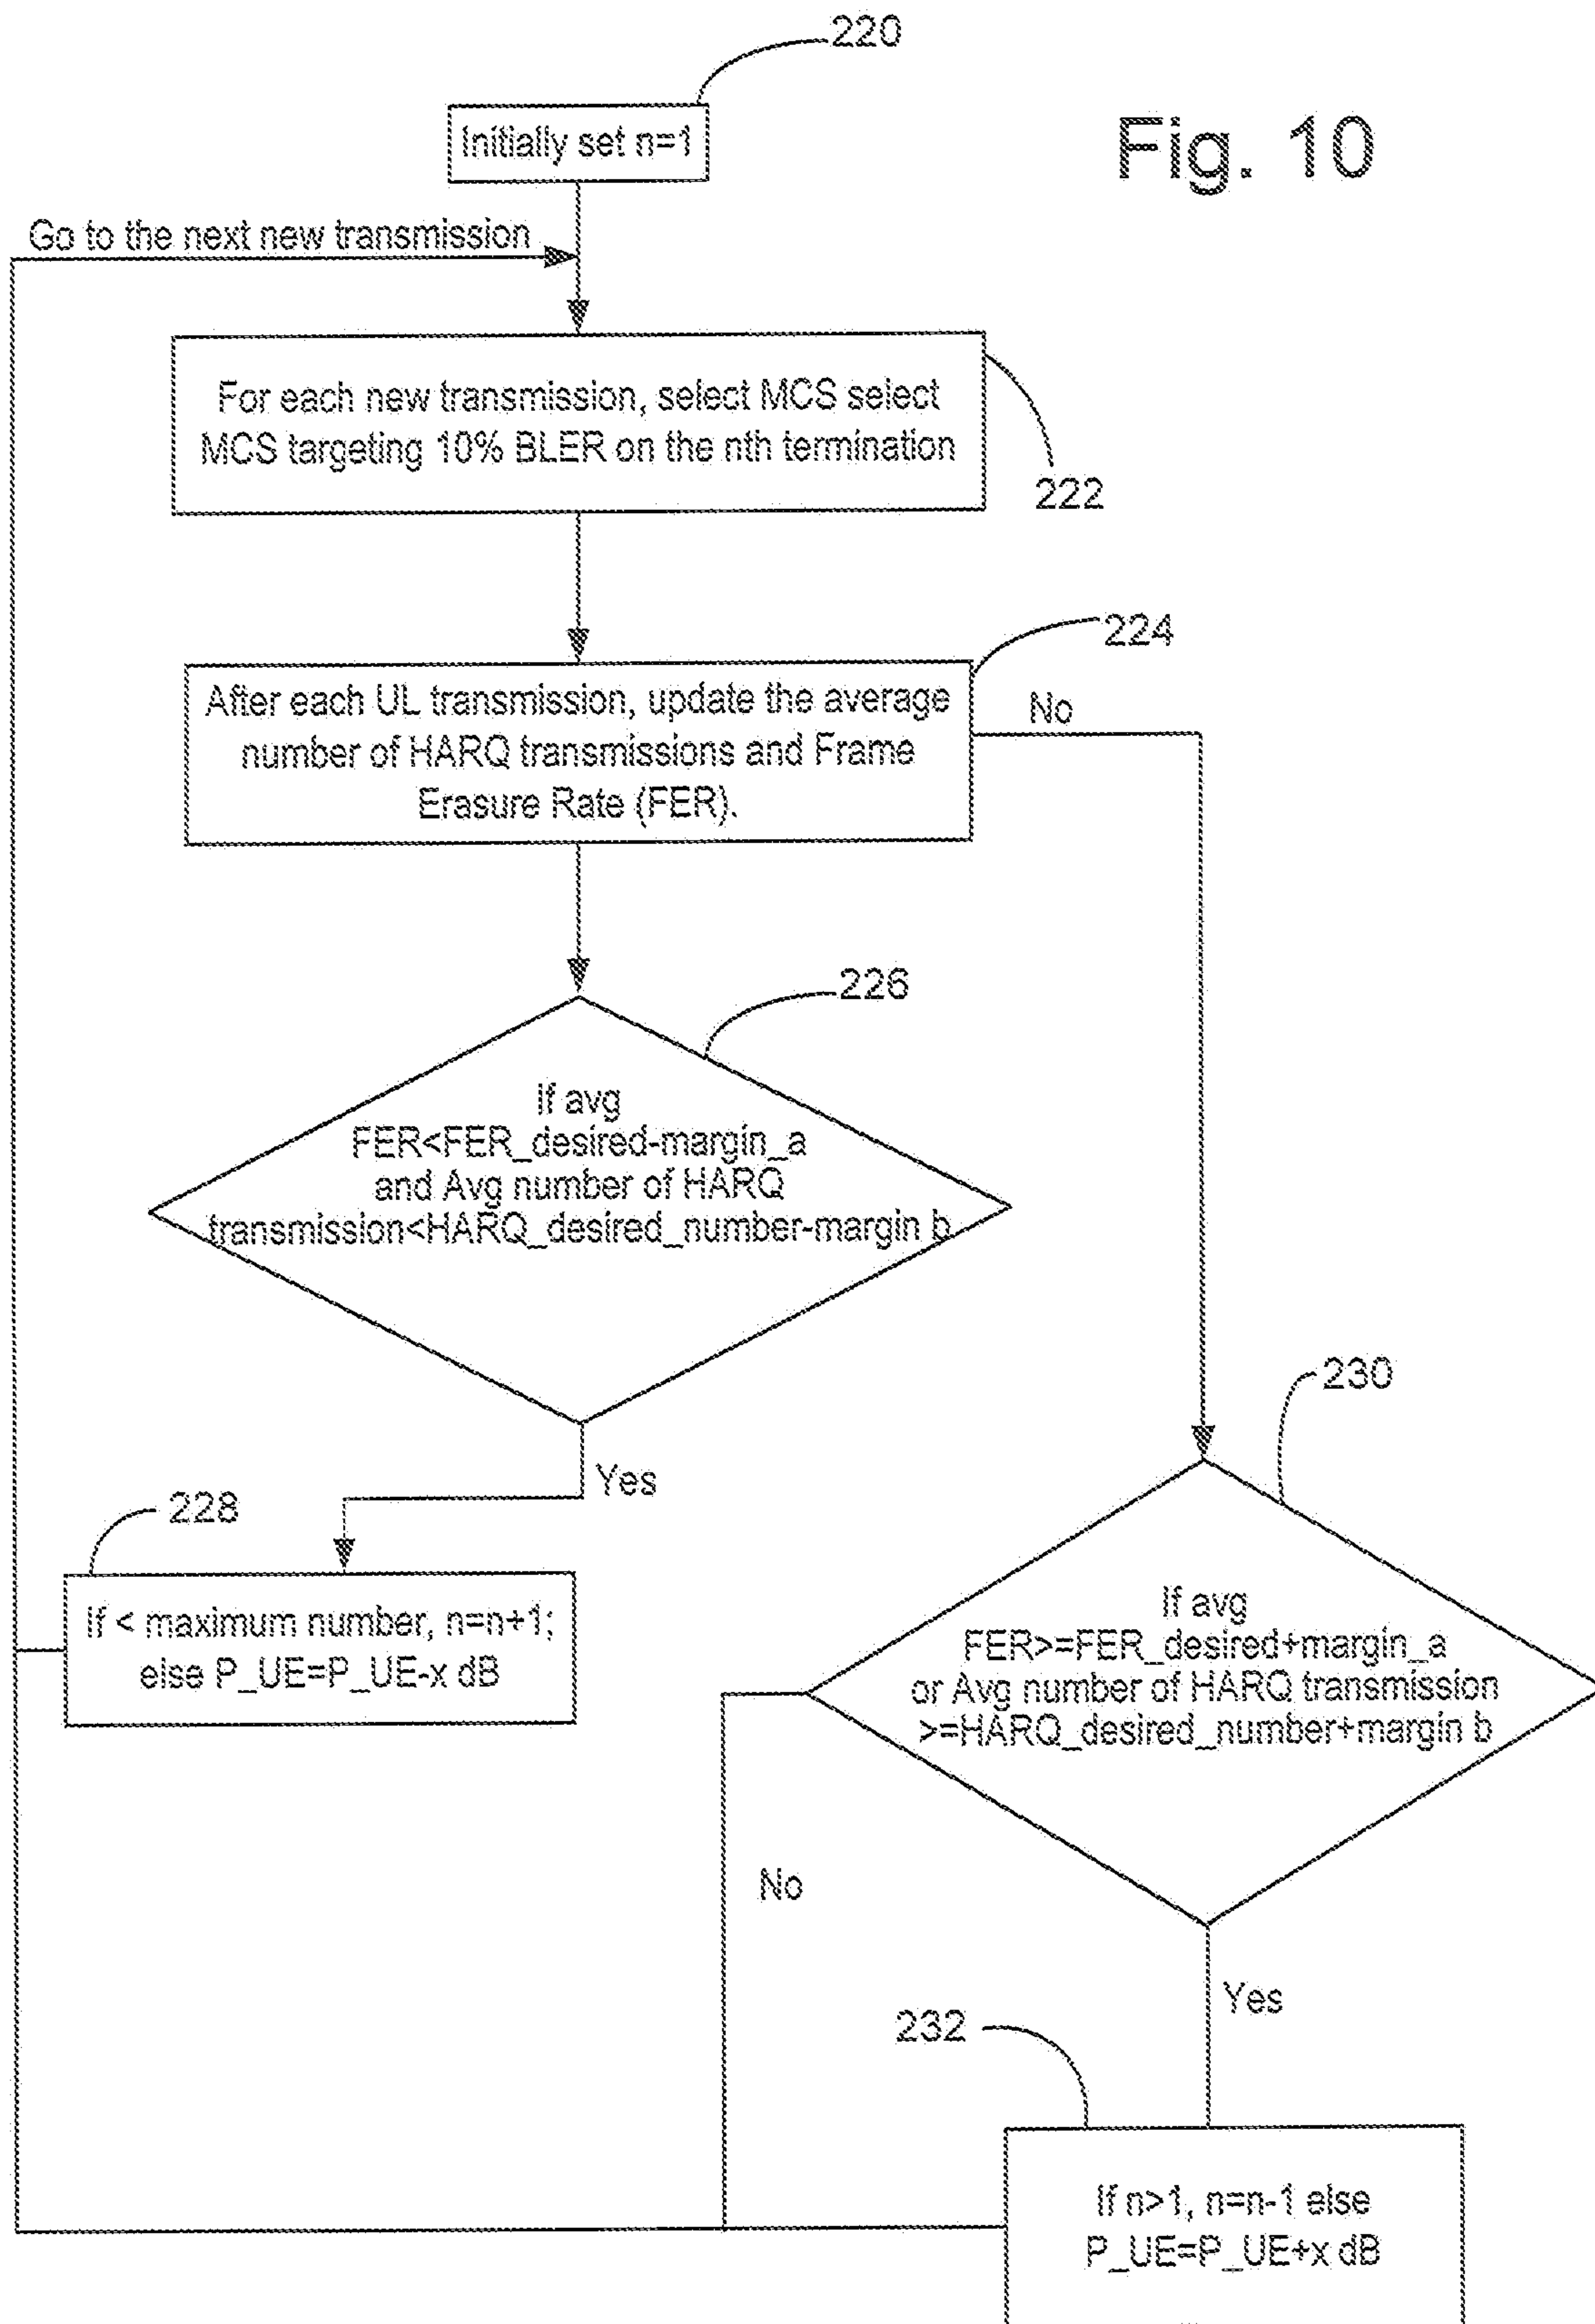 220
Initially set n=1
Fig. 10
Go to the next new transmission
For each new transmission, select MCS select
MCS targeting 10% BLER on the nth termination
222
224
After each UL transmission, update the average
number of HARQ transmissions and Frame
Erasure Rate (FER).
No
226
If avg
FER<FER_desired-margin_a
and Avg number of HARQ
transmission<HARQ_desired_number-margin b
Yes
228
If < maximum number, n=n+1;
else P_UE=P_UE-x dB
230
If avg
FER>=FER_desired+margin_a
or Avg number of HARQ transmission
>=HARQ_desired_number+margin b
No
Yes
232
If n>1, n=n-1 else
P_UE=P_UE+x dB